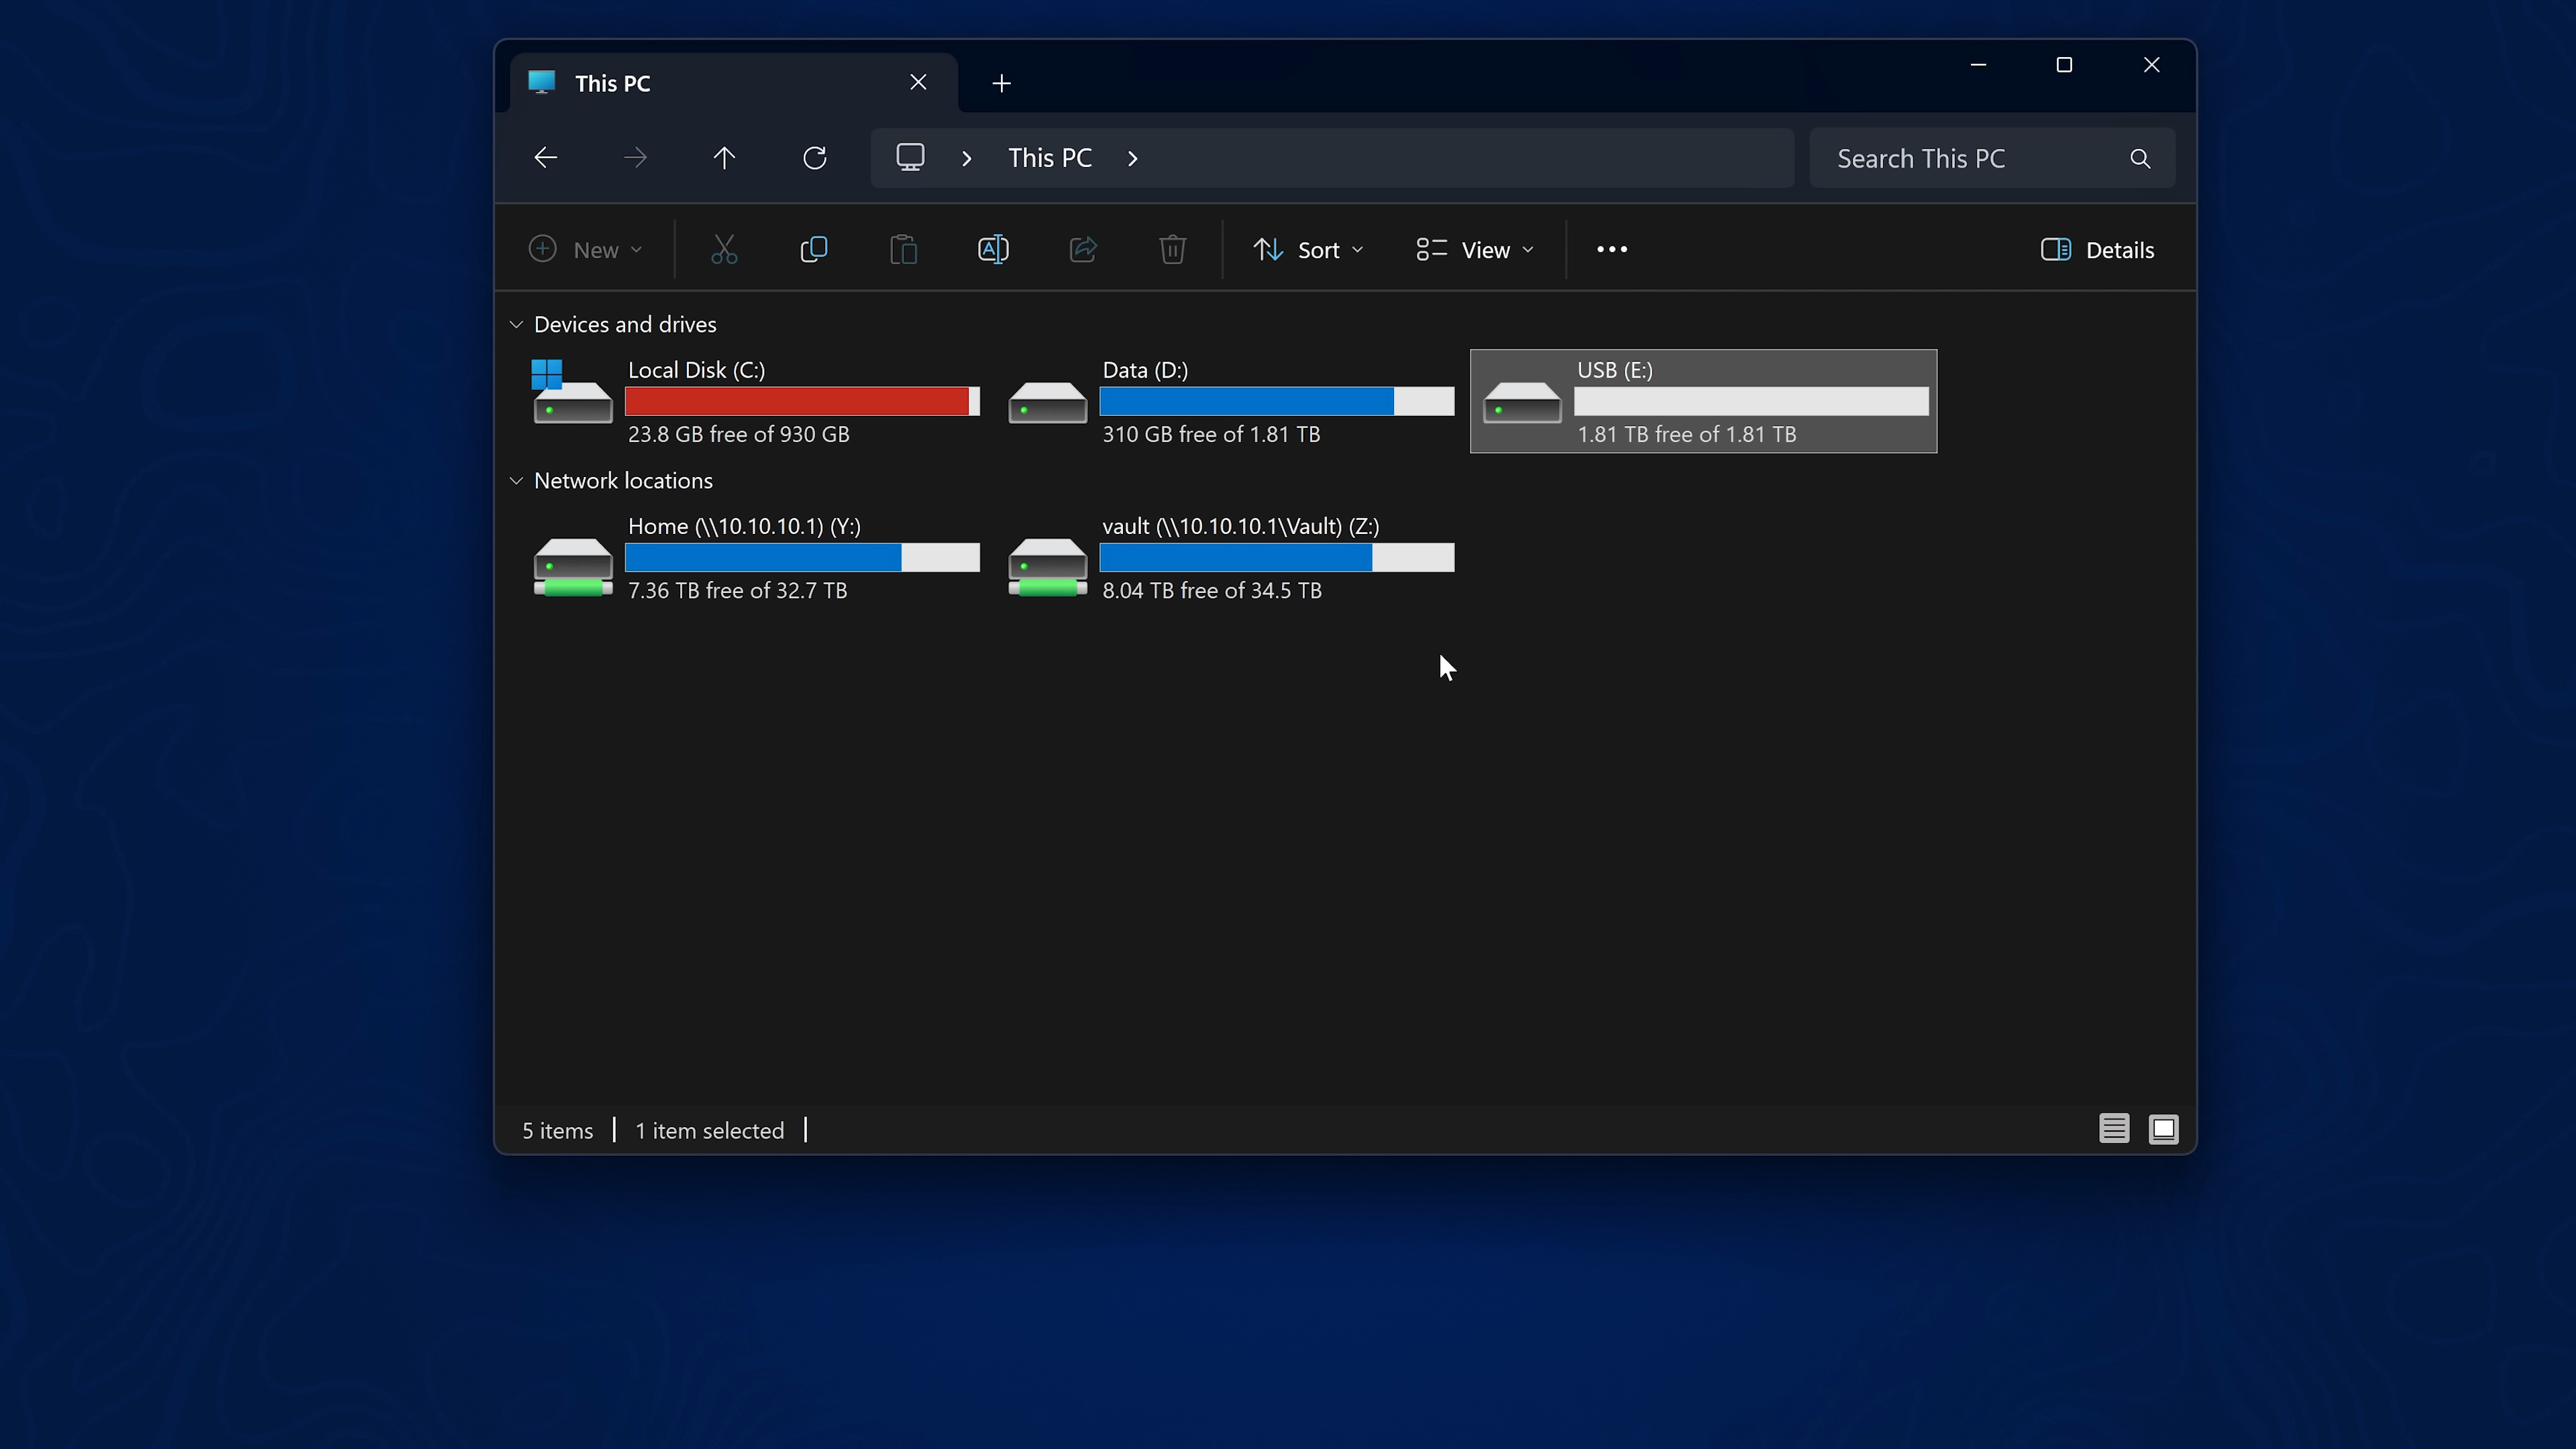 This PC
This PC
Search This PC
New
Sort
View
Details
Devices and drives
Local Disk (C:)
23.8 GB free of 930 GB
Data (D:)
310 GB free of 1.81 TB
USB (E:)
1.81 TB free of 1.81 TB
Network locations
Home (\\10.10.10.1) (Y:)
7.36 TB free of 32.7 TB
vault (\\10.10.10.1\Vault) (Z:)
8.04 TB free of 34.5 TB
5 items
1 item selected